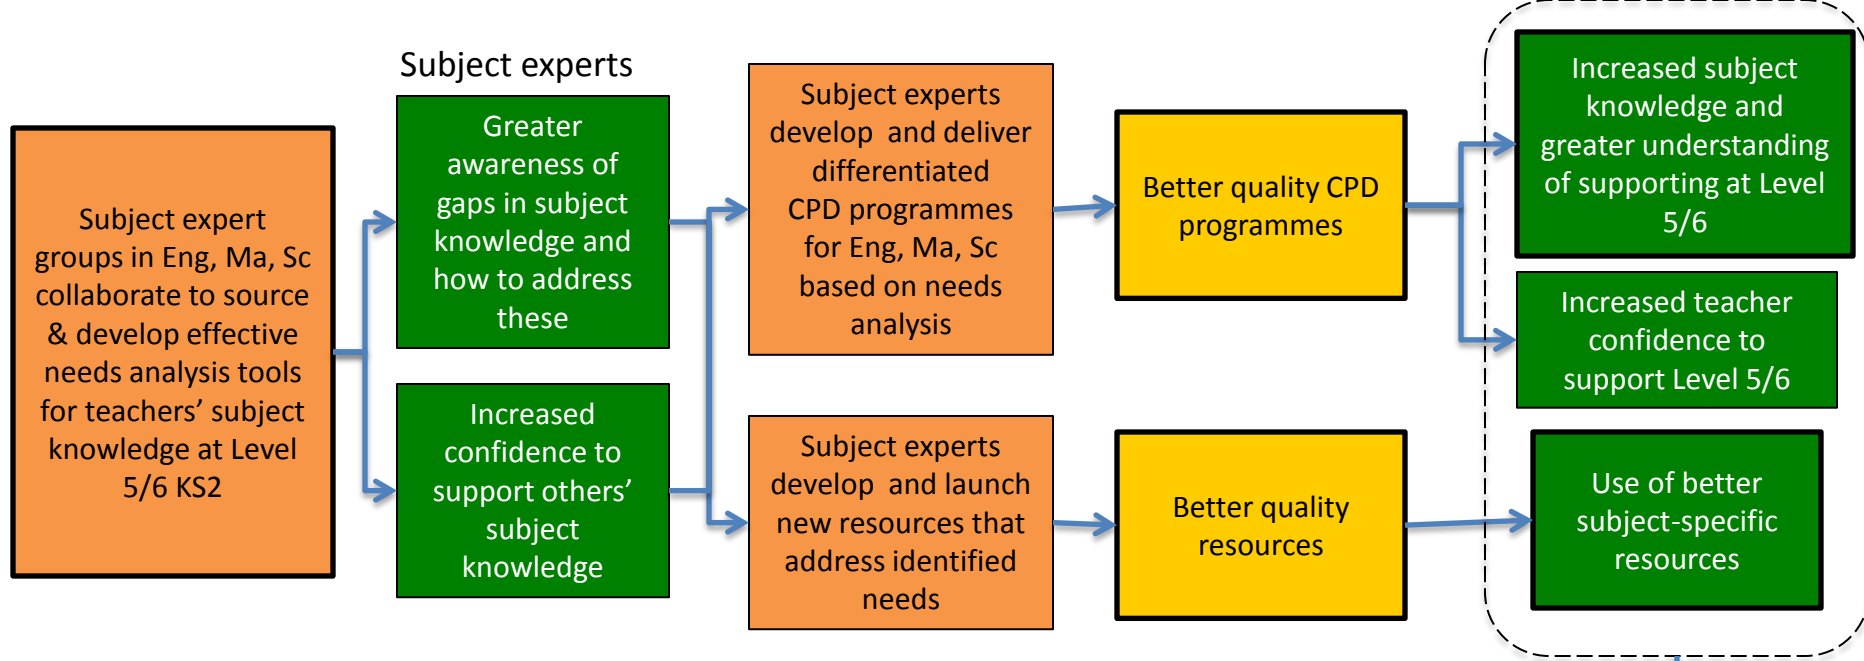 Subject expert
groups in Eng, Ma, Sc
collaborate to source
& develop effective
needs analysis tools
for teachers’ subject
knowledge at Level
5/6 KS2
Subject experts
Greater
awareness of
gaps in subject
knowledge and
how to address
these
Increased
confidence to
support others’
subject
knowledge
Subject experts
develop and deliver
differentiated
CPD programmes
for Eng, Ma, Sc
based on needs
analysis
Subject experts
develop and launch
new resources that
address identified
needs
Better quality CPD
programmes
Better quality
resources
Increased subject
knowledge and
greater understanding
of supporting at Level
5/6
Increased teacher
confidence to
support Level 5/6
Use of better
subject-specific
resources